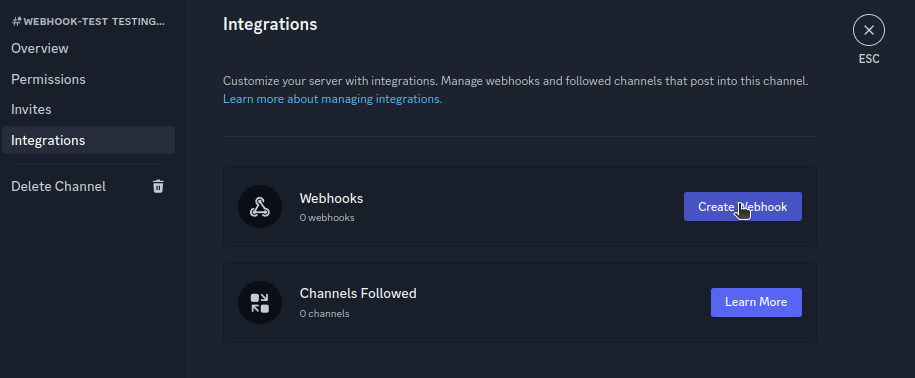 #WEBHOOK-TEST TESTING...
Overview
Permissions
Invites
Integrations
Delete Channel
Integrations
ESC
Customize your server with integrations. Manage webhooks and followed channels that post into this channel.
Learn more about managing integrations.
Webhooks
0 webhooks
Create Webhook
Channels Followed
0 channels
Learn More